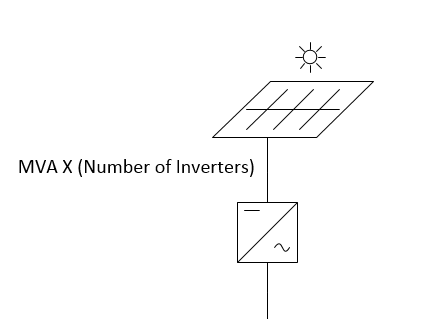 MVA X (Number of Inverters)